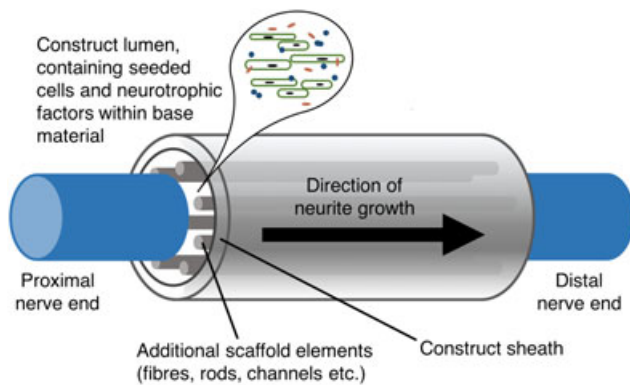 Construct lumen,
containing seeded
cells and neurotrophic
factors within base
material
Direction of
neurite growth
Proximal
nerve end
Distal
nerve end
Additional scaffold elements
(fibres, rods, channels etc.)
Construct sheath